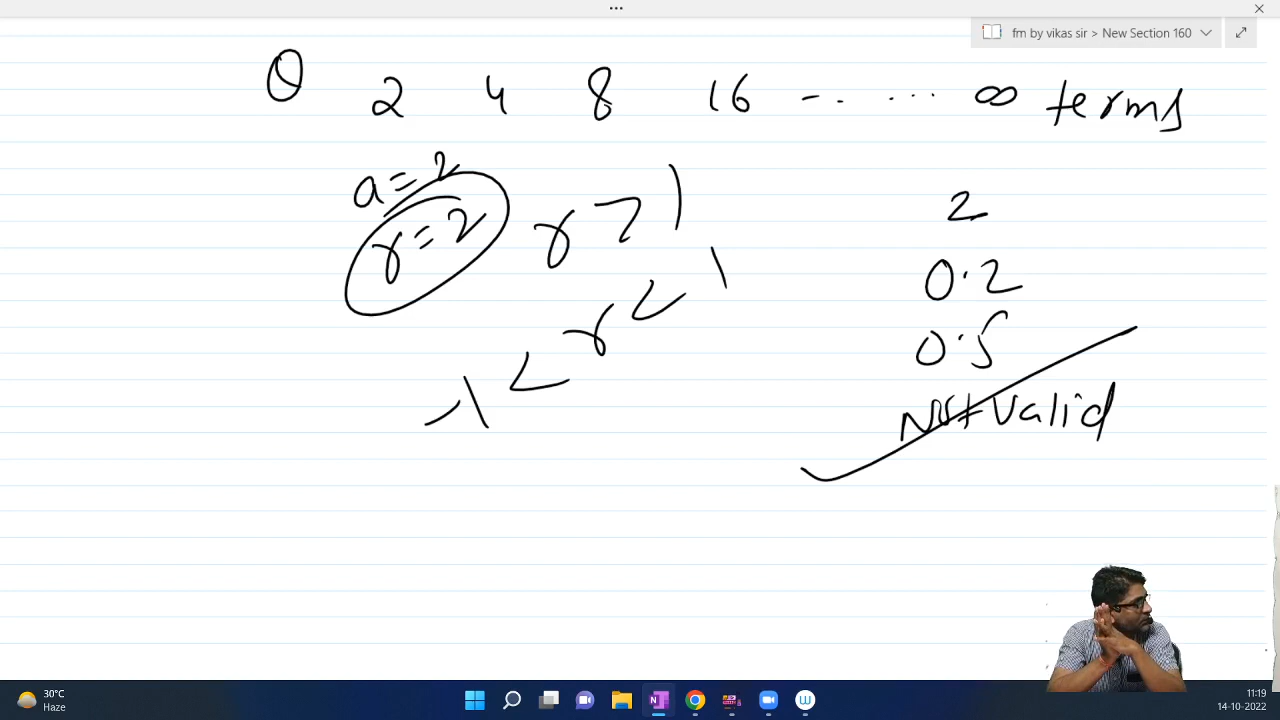 fm by vikas sir > New Section 160
Q 2 4 8 16 -. ... ∞ terms
a = 2
r = 2
r > 1
-1 < r < 1
2
0.2
0.5
Not Valid
30°C
Haze
11:19
14-10-2022